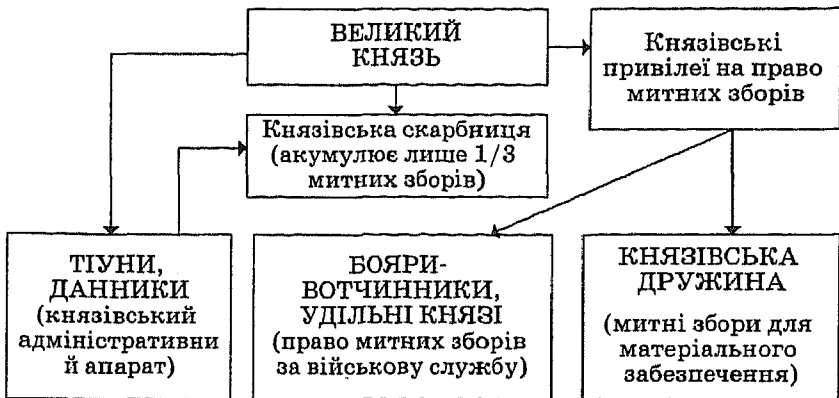 ВЕЛИКИЙ
КНЯЗЬ
Князівські
привілеї на право
митних зборів
Князівська скарбниця
(акумулює лише 1/3
митних зборів)
ТІУНИ,
ДАННИКИ
(князівський
адміністративни
й апарат)
БОЯРИ-
ВОТЧИННИКИ,
УДІЛЬНІ КНЯЗІ
(право митних зборів
за військову службу)
КНЯЗІВСЬКА
ДРУЖИНА
(митні збори для
матеріального
забезпечення)